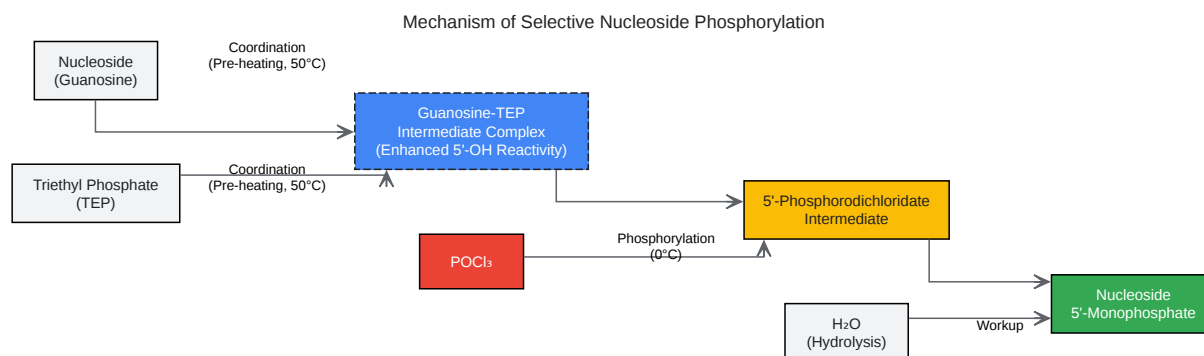 Mechanism of Selective Nucleoside Phosphorylation
Nucleoside
(Guanosine)
Coordination
(Pre-heating, 50°C)
Guanosine-TEP
Intermediate Complex
(Enhanced 5'-OH Reactivity)
Triethyl Phosphate
(TEP)
Coordination
(Pre-heating, 50°C)
5'-Phosphorodichloridate
Intermediate
POCl₃
Phosphorylation
(0°C)
Nucleoside
5'-Monophosphate
H₂O
(Hydrolysis)
Workup